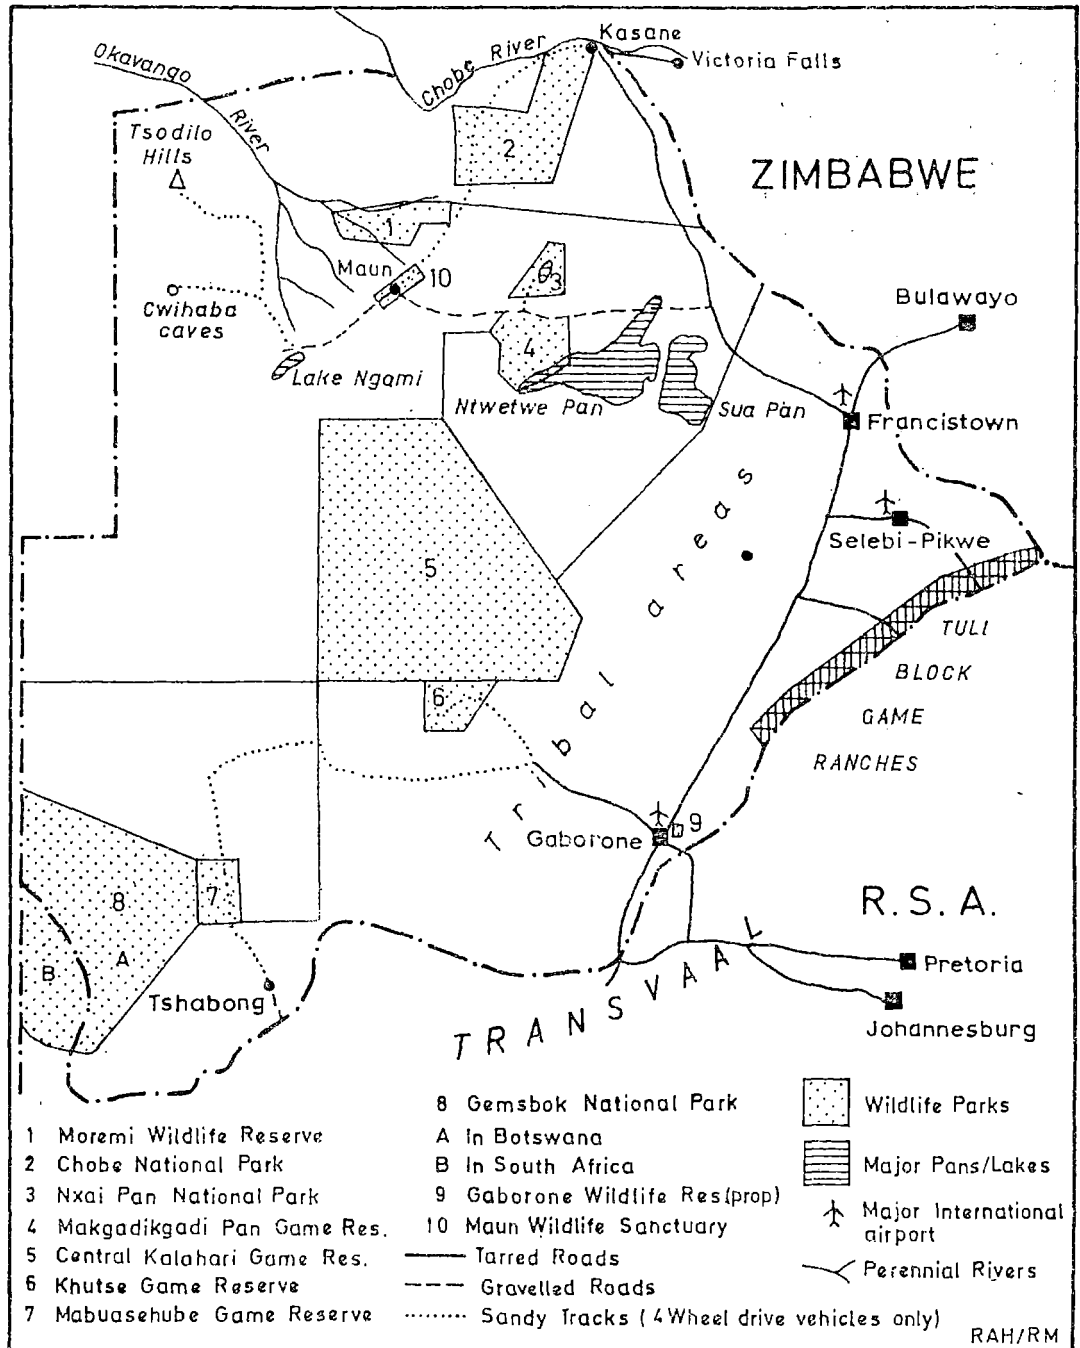 Okavango
River
Chobe River
Kasane
Victoria Falls
Tsodilo
Hills
2
ZIMBABWE
1
Maun
10
3
Cwihaba
caves
Bulawayo
4
Lake Ngami
Ntwetwe Pan
Sua Pan
Francistown
Selebi-Pikwe
5
Tribal areas
TULI
BLOCK
GAME
RANCHES
6
Gaborone
9
7
8
A
B
R.S.A.
Pretoria
Tshabong
Johannesburg
TRANSVAAL
1 Moremi Wildlife Reserve
2 Chobe National Park
3 Nxai Pan National Park
4 Makgadikgadi Pan Game Res.
5 Central Kalahari Game Res.
6 Khutse Game Reserve
7 Mabuasehube Game Reserve
8 Gemsbok National Park
A In Botswana
B In South Africa
9 Gaborone Wildlife Res(prop)
10 Maun Wildlife Sanctuary
Tarred Roads
Gravelled Roads
Sandy Tracks (4Wheel drive vehicles only)
Wildlife Parks
Major Pans/Lakes
Major International
airport
Perennial Rivers
RAH/RM